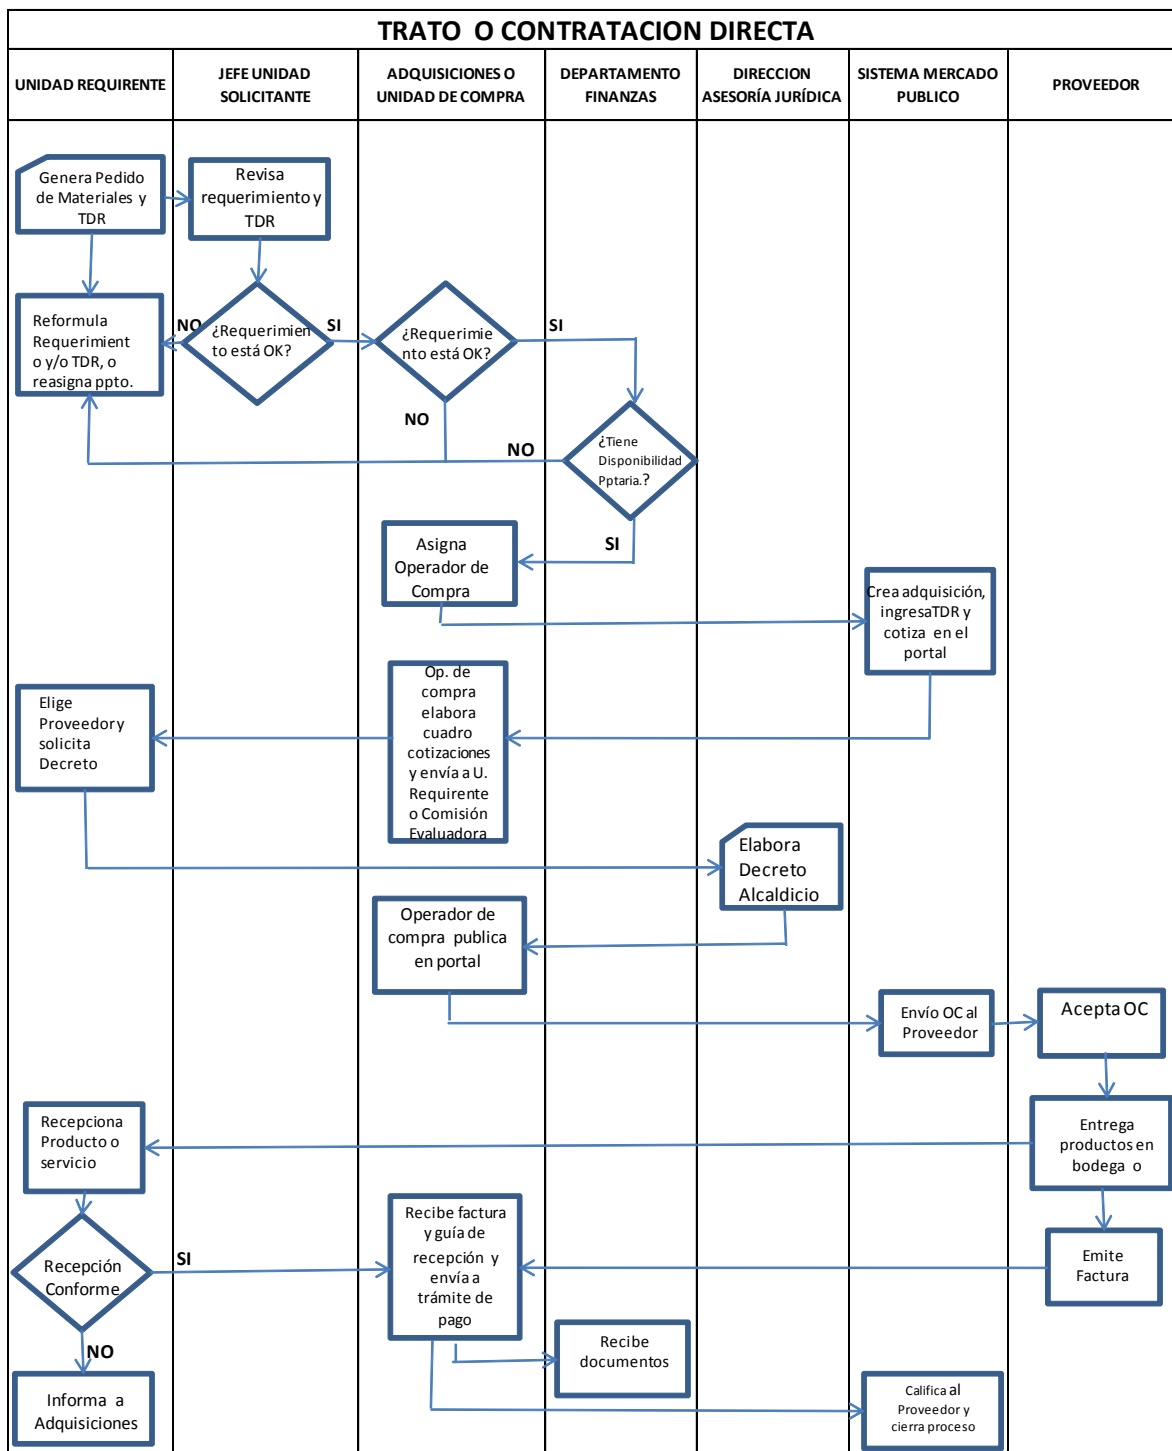 TRATO O CONTRATACION DIRECTA
UNIDAD REQUIRENTE
JEFE UNIDAD
SOLICITANTE
ADQUISICIONES O
UNIDAD DE COMPRA
DEPARTAMENTO
FINANZAS
DIRECCION
ASESORÍA JURÍDICA
SISTEMA MERCADO
PUBLICO
PROVEEDOR
Genera Pedido
de Materiales y
TDR
Revisa
requerimiento y
TDR
Reformula
Requerimient
o y/o TDR, o
reasigna ppto.
NO
¿Requerimien
to está OK?
SI
¿Requerimie
nto está OK?
SI
NO
NO
¿Tiene
Disponibilidad
Pptaria.?
SI
Asigna
Operador de
Compra
Crea adquisición,
ingresaTDR y
cotiza en el
portal
Op. de
compra
elabora
cuadro
cotizaciones
y envía a U.
Requirente
o Comisión
Evaluadora
Elige
Proveedor y
solicita
Decreto
Elabora
Decreto
Alcaldicio
Operador de
compra publica
en portal
Envío OC al
Proveedor
Acepta OC
Entrega
productos en
bodega o
Recepciona
Producto o
servicio
Recepción
Conforme
SI
NO
Recibe factura
y guía de
recepción y
envía a
trámite de
pago
Emite
Factura
Recibe
documentos
Informa a
Adquisiciones
Califica al
Proveedor y
cierra proceso